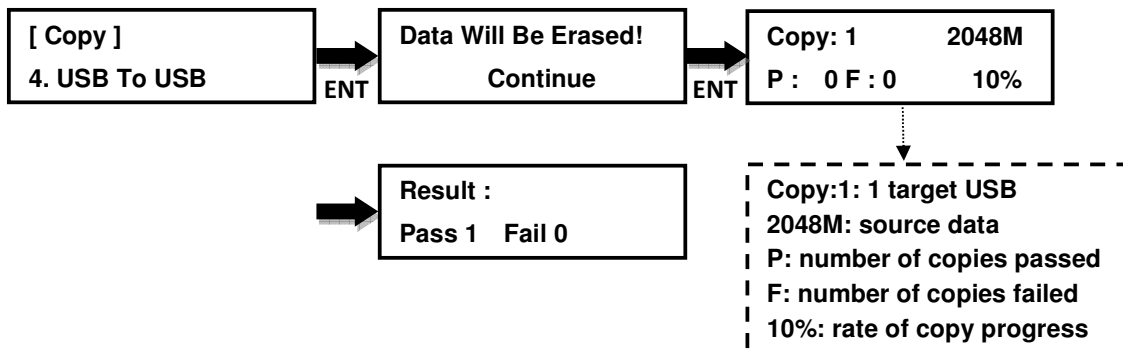 [ Copy ]
4. USB To USB
ENT
Data Will Be Erased!
Continue
ENT
Copy: 1 2048M
P : 0 F : 0 10%
Copy:1: 1 target USB
2048M: source data
P: number of copies passed
F: number of copies failed
10%: rate of copy progress
Result :
Pass 1 Fail 0